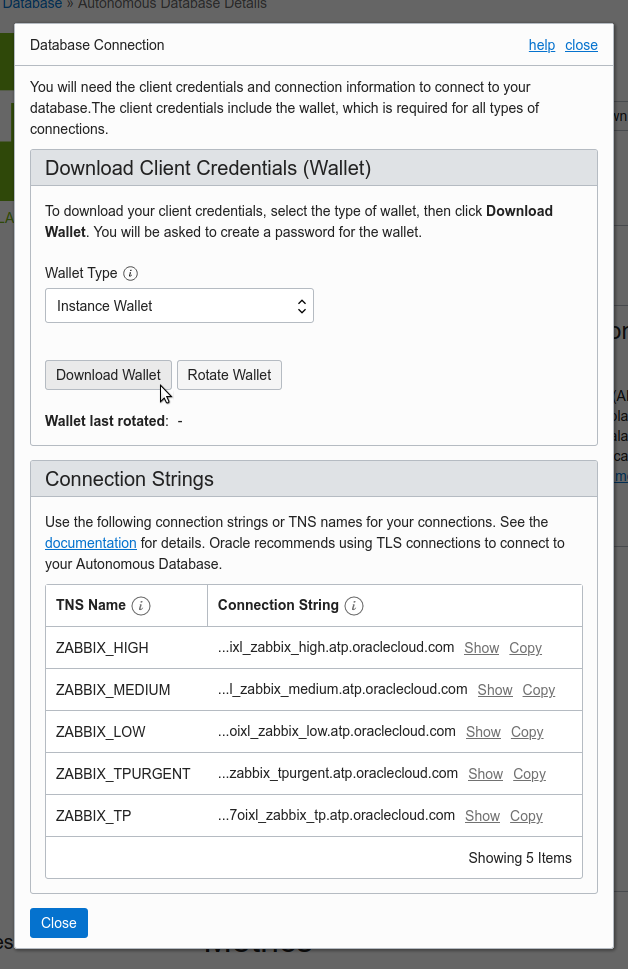 Database » Autonomous Database Details
Database Connection help close
You will need the client credentials and connection information to connect to your
database.The client credentials include the wallet, which is required for all types of
connections.
Download Client Credentials (Wallet)
To download your client credentials, select the type of wallet, then click Download
Wallet. You will be asked to create a password for the wallet.
Wallet Type
Instance Wallet
Download Wallet Rotate Wallet
Wallet last rotated: -
Connection Strings
Use the following connection strings or TNS names for your connections. See the
documentation for details. Oracle recommends using TLS connections to connect to
your Autonomous Database.
TNS Name Connection String
ZABBIX_HIGH ...ixl_zabbix_high.atp.oraclecloud.com Show Copy
ZABBIX_MEDIUM ...l_zabbix_medium.atp.oraclecloud.com Show Copy
ZABBIX_LOW ...oixl_zabbix_low.atp.oraclecloud.com Show Copy
ZABBIX_TPURGENT ...zabbix_tpurgent.atp.oraclecloud.com Show Copy
ZABBIX_TP ...7oixl_zabbix_tp.atp.oraclecloud.com Show Copy
Showing 5 Items
Close